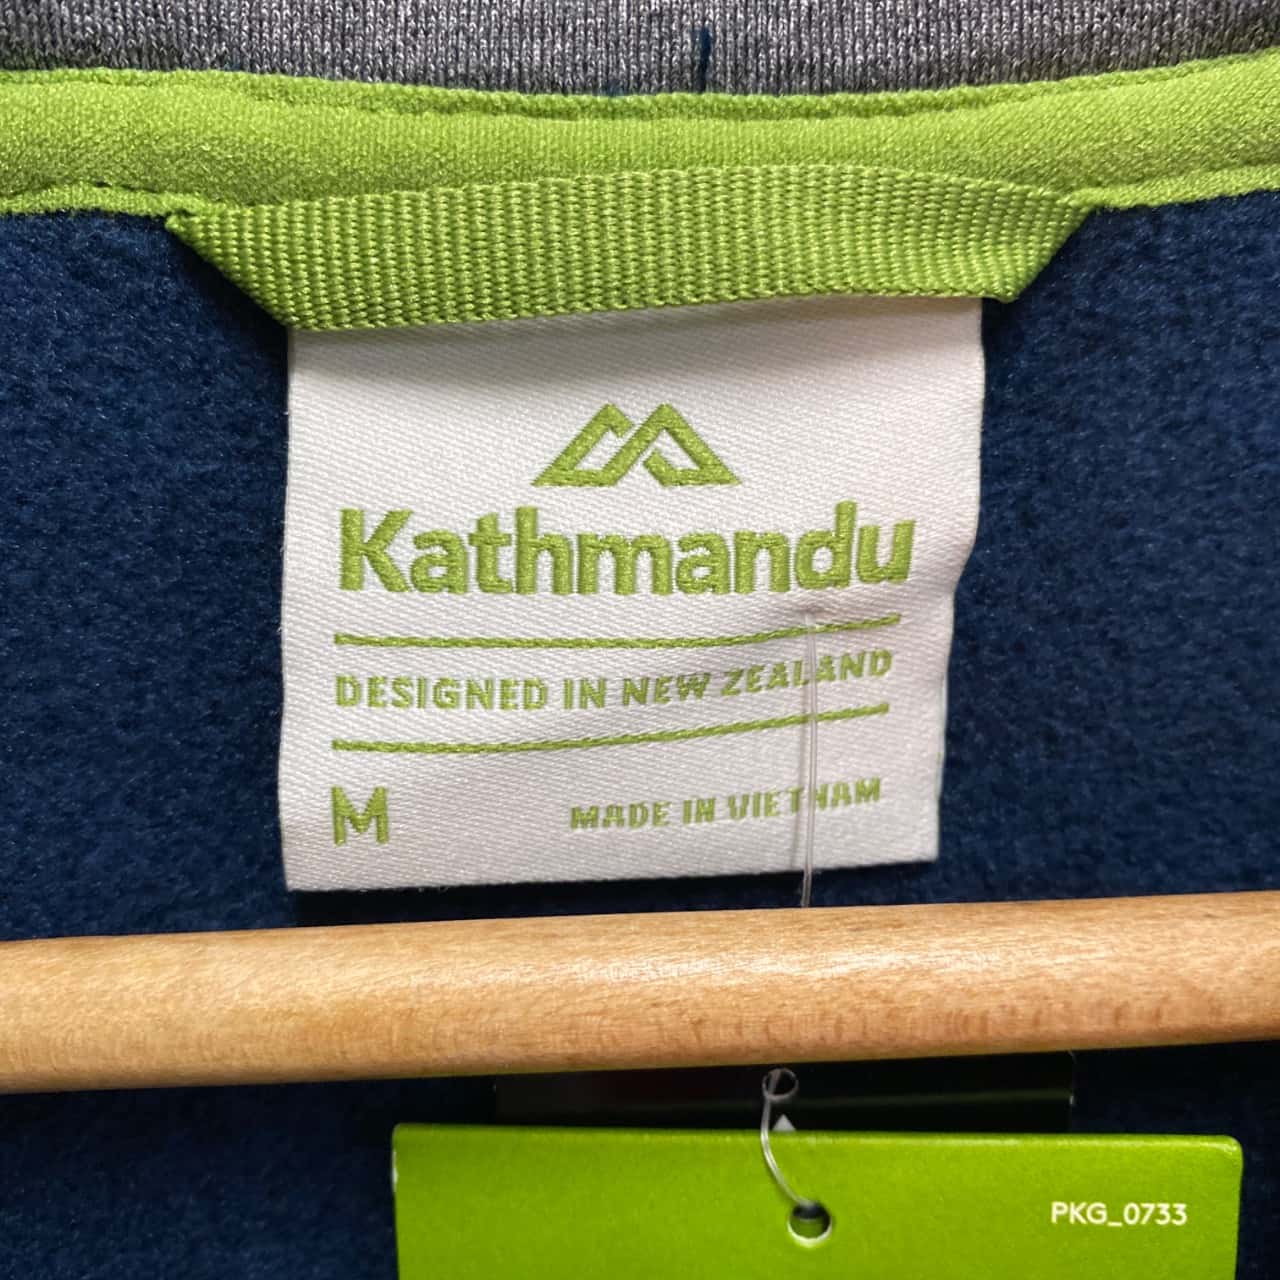 Kathmandu
DESIGNED IN NEW ZEALAND
M MADE IN VIETNAM
PKG_0733